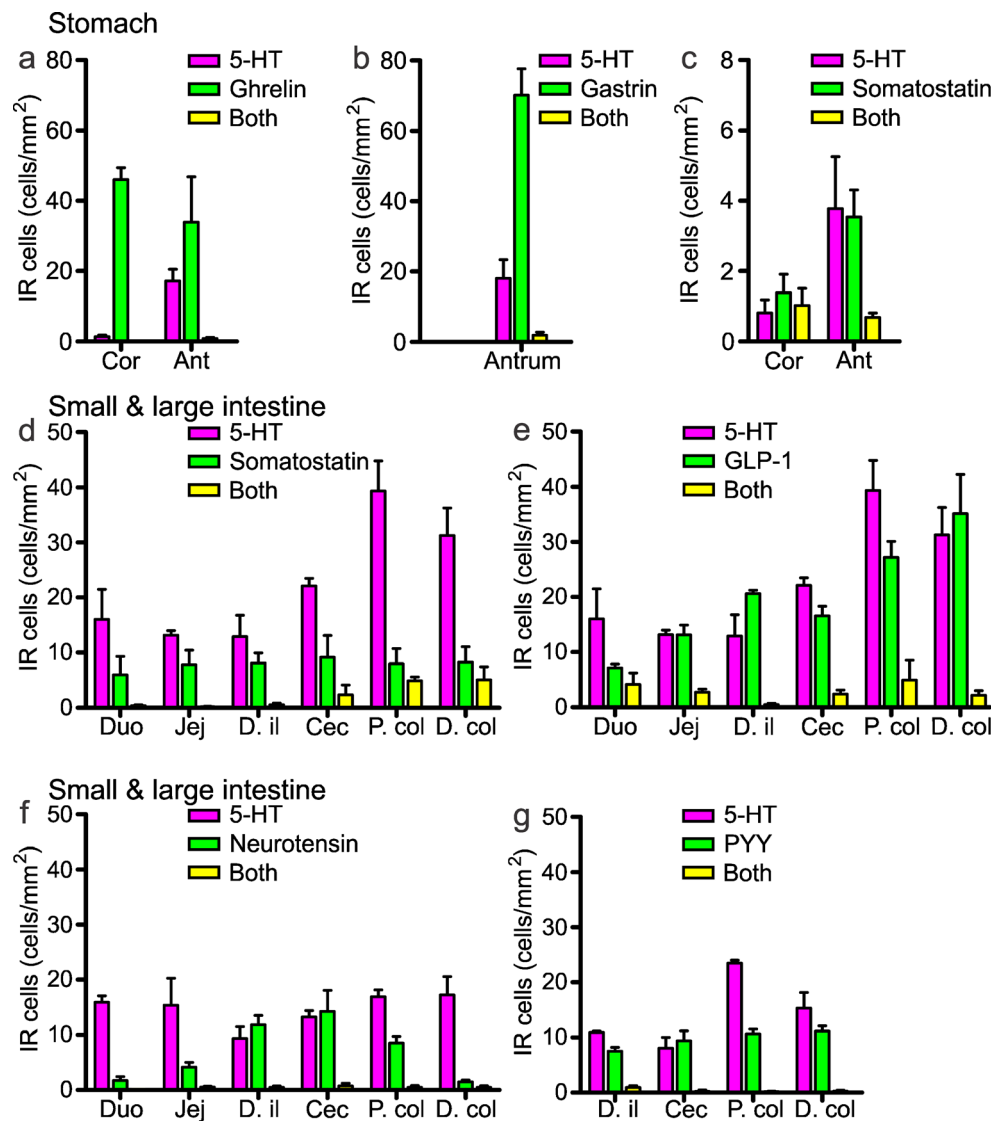 Stomach
a
5-HT
Ghrelin
Both
IR cells (cells/mm²)
80
60
40
20
0
Cor Ant
b
5-HT
Gastrin
Both
IR cells (cells/mm²)
80
60
40
20
0
Antrum
c
5-HT
Somatostatin
Both
IR cells (cells/mm²)
8
6
4
2
0
Cor Ant
Small & large intestine
d
5-HT
Somatostatin
Both
IR cells (cells/mm²)
50
40
30
20
10
0
Duo Jej D. il Cec P. col D. col
e
5-HT
GLP-1
Both
IR cells (cells/mm²)
50
40
30
20
10
0
Duo Jej D. il Cec P. col D. col
Small & large intestine
f
5-HT
Neurotensin
Both
IR cells (cells/mm²)
50
40
30
20
10
0
Duo Jej D. il Cec P. col D. col
g
5-HT
PYY
Both
IR cells (cells/mm²)
50
40
30
20
10
0
D. il Cec P. col D. col